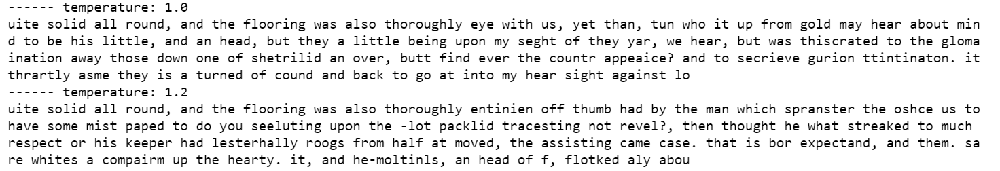 ------ temperature: 1.0
uite solid all round, and the flooring was also thoroughly eye with us, yet than, tun who it up from gold may hear about min
d to be his little, and an head, but they a little being upon my seght of they yar, we hear, but was thiscrated to the gloma
ination away those down one of shetrilid an over, butt find ever the countr appeaice? and to secrieve gurion ttintinaton. it
thrartly asme they is a turned of cound and back to go at into my hear sight against lo
------ temperature: 1.2
uite solid all round, and the flooring was also thoroughly entinien off thumb had by the man which spranster the oshce us to
have some mist paped to do you seeluting upon the -lot packlid tracesting not revel?, then thought he what streaked to much
respect or his keeper had lesterhally roogs from half at moved, the assisting came case. that is bor expectand, and them. sa
re whites a compairm up the hearty. it, and he-moltinls, an head of f, flotked aly abou